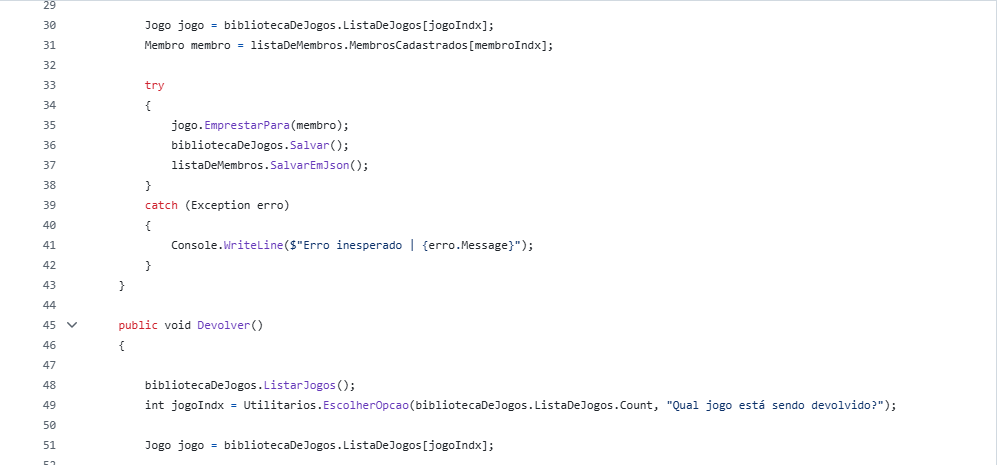 29
30 Jogo jogo = bibliotecaDeJogos.ListaDeJogos[jogoIndx];
31 Membro membro = listaDeMembros.MembrosCadastrados[membroIndx];
32
33 try
34 {
35 jogo.EmprestarPara(membro);
36 bibliotecaDeJogos.Salvar();
37 listaDeMembros.SalvarEmJson();
38 }
39 catch (Exception erro)
40 {
41 Console.WriteLine($"Erro inesperado | {erro.Message}");
42 }
43 }
44
45 public void Devolver()
46 {
47
48 bibliotecaDeJogos.ListarJogos();
49 int jogoIndx = Utilitarios.EscolherOpcao(bibliotecaDeJogos.ListaDeJogos.Count, "Qual jogo está sendo devolvido?");
50
51 Jogo jogo = bibliotecaDeJogos.ListaDeJogos[jogoIndx];
52